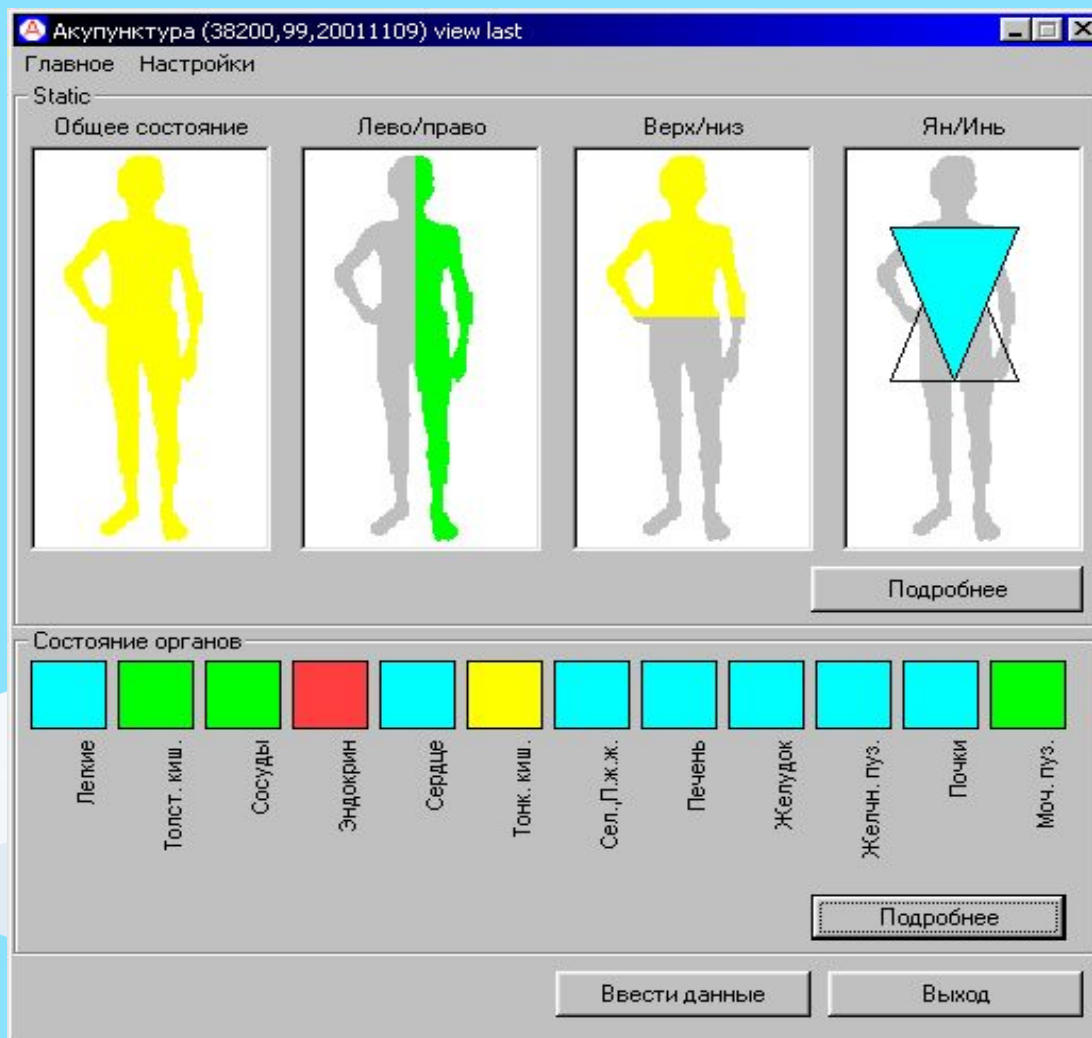 Акупунктура (38200,99,20011109) view last
Главное Настройки
Static
Общее состояние Лево/право Верх/низ Ян/Инь
Подробнее
Состояние органов
Легкие
Толст. киш.
Сосуды
Эндокрин
Сердце
Тонк. киш.
Сел.,П.ж.ж.
Печень
Желудок
Желчн. пуз.
Почки
Моч. пуз.
Подробнее
Ввести данные Выход